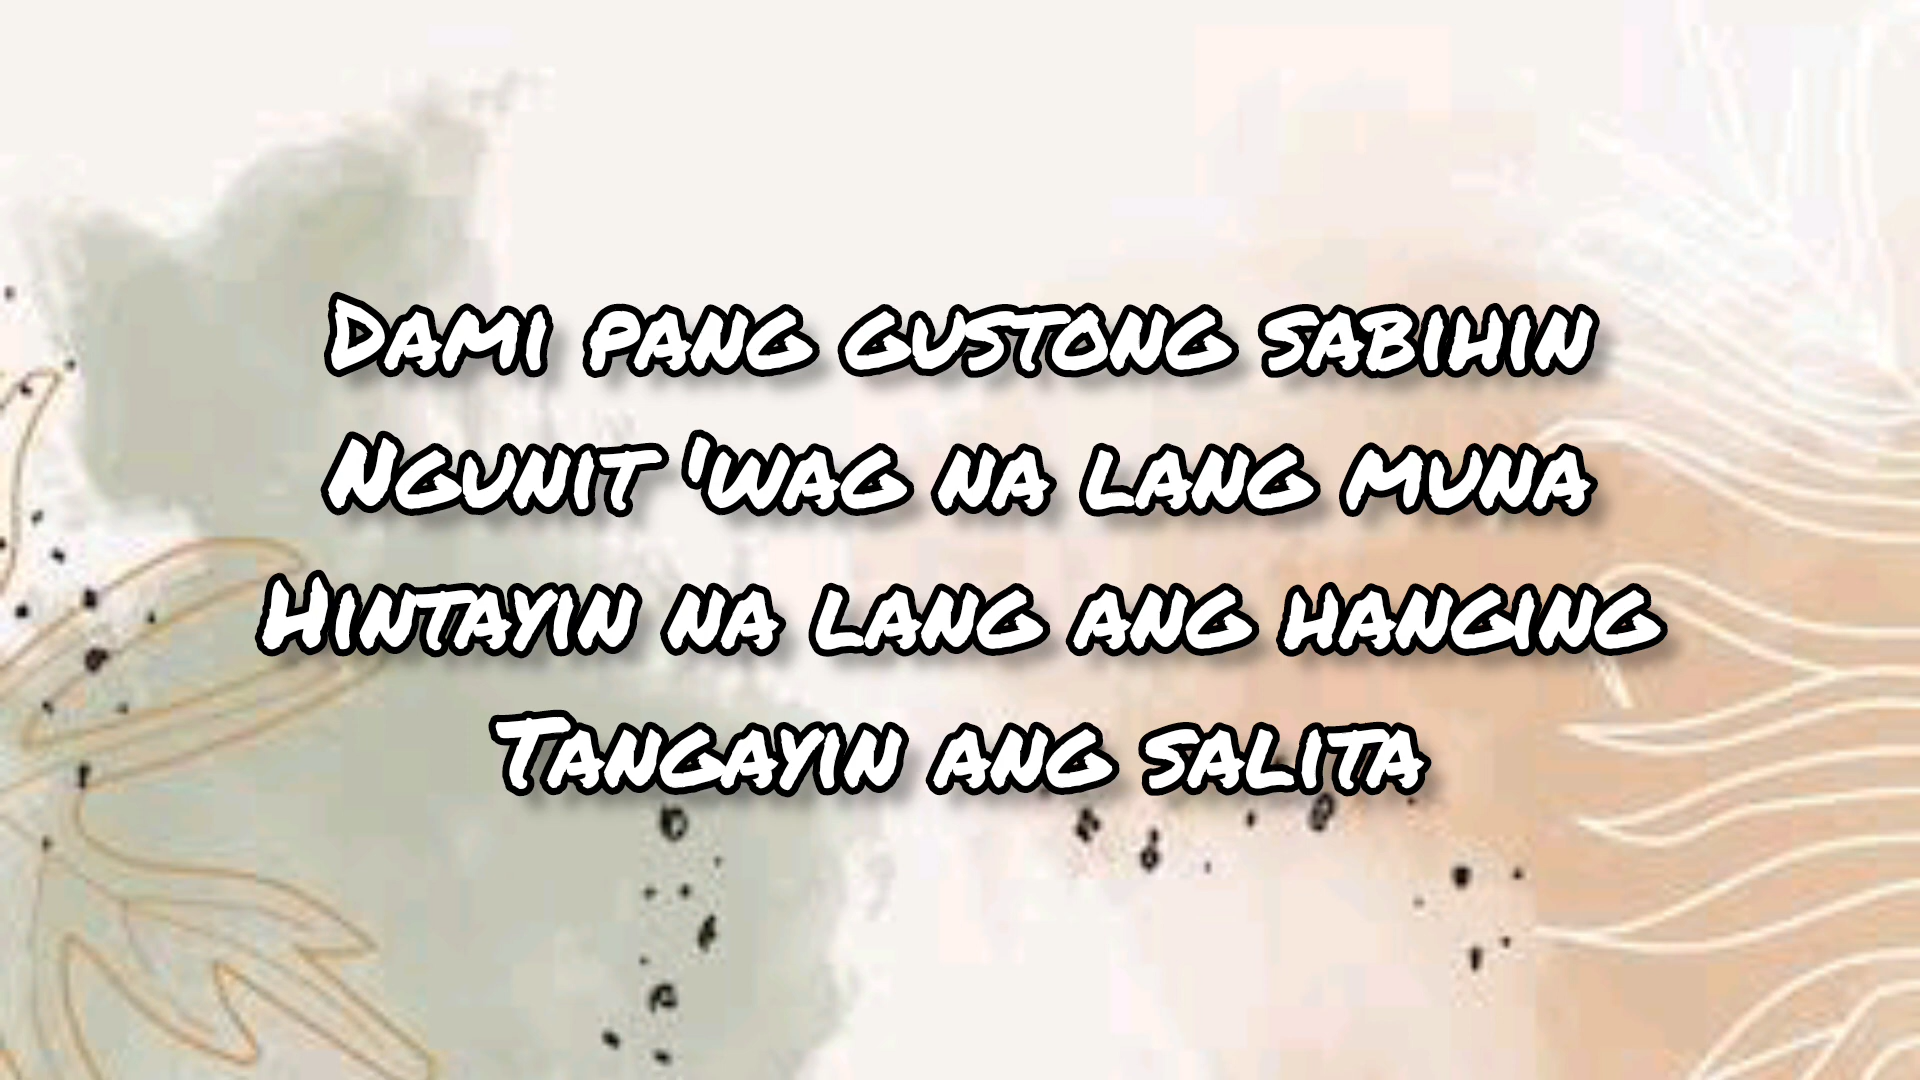 Dami pang gustong sabihin
Ngunit 'wag na lang muna
Hintayin na lang ang hanging
Tangayin ang salita